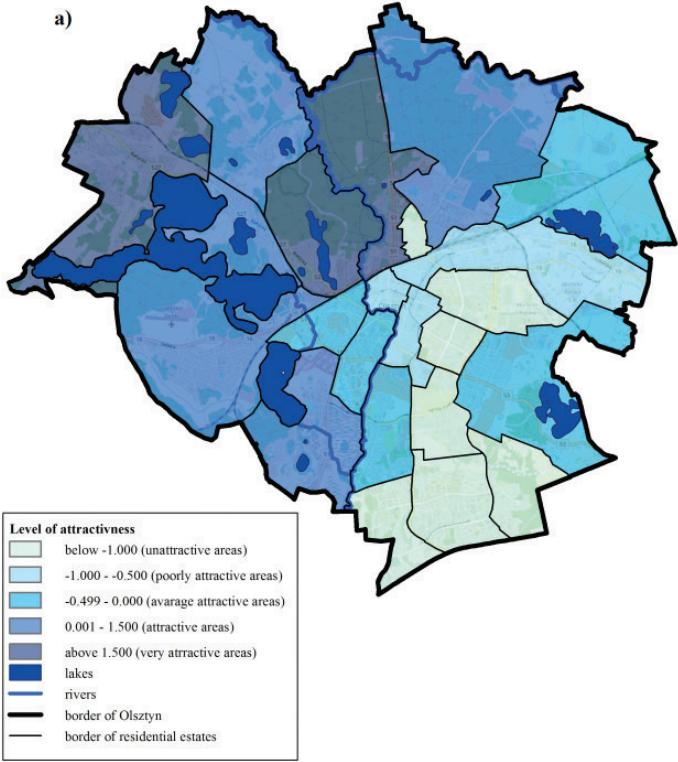 a)
Level of attractivness
below -1.000 (unattractive areas)
-1.000 - -0.500 (poorly attractive areas)
-0.499 - 0.000 (avarage attractive areas)
0.001 - 1.500 (attractive areas)
above 1.500 (very atrractive areas)
lakes
rivers
border of Olsztyn
border of residential estates